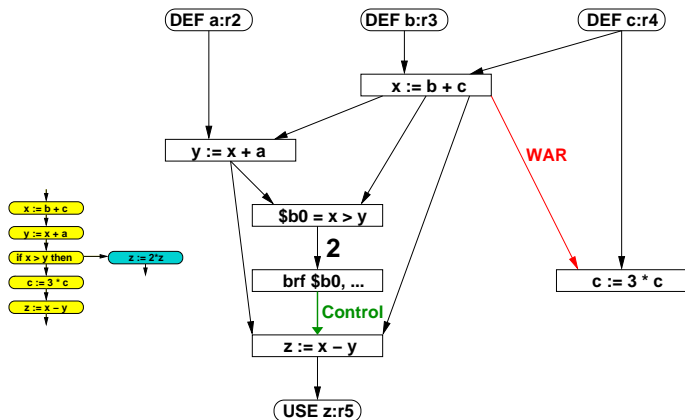 DEF a:r2
DEF b:r3
DEF c:r4
x := b + c
y := x + a
WAR
$b0 = x > y
2
brf $b0, ...
c := 3 * c
Control
z := x – y
USE z:r5
x := b + c
y := x + a
if x > y then
z := 2*z
c := 3 * c
z := x – y